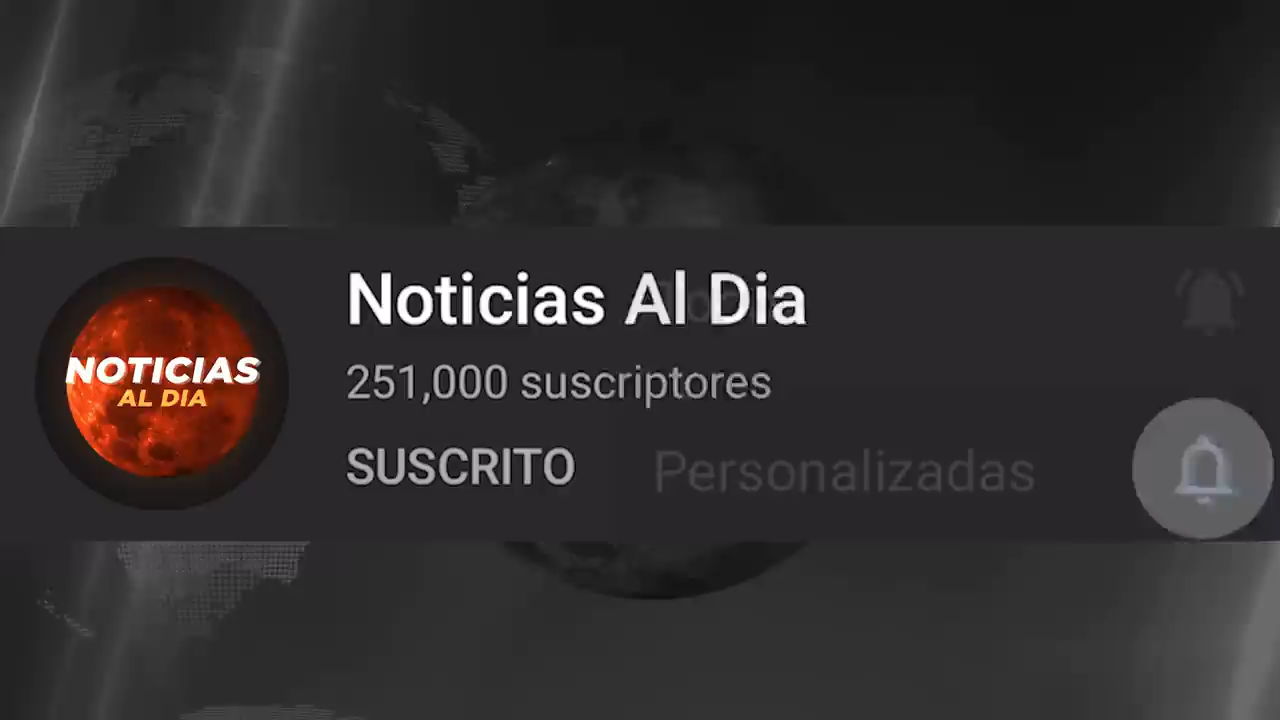 NOTICIAS
AL DIA
Noticias Al Dia
251,000 suscriptores
SUSCRITO
Personalizadas